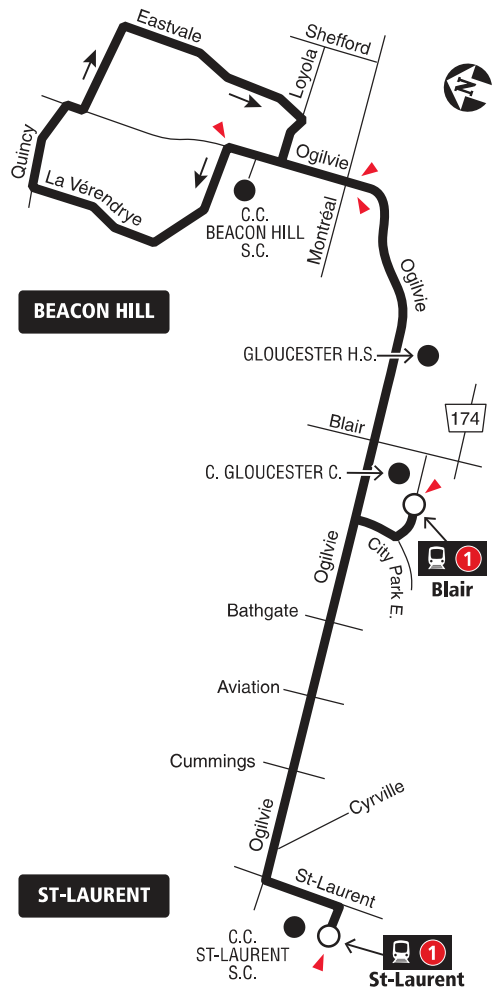 Eastvale
Shefford
Loyola
N
Quincy
Ogilvie
La Vérendrye
C.C.
BEACON HILL
S.C.
Montréal
Ogilvie
BEACON HILL
GLOUCESTER H.S.
Blair
174
C. GLOUCESTER C.
Ogilvie
City Park E.
1
Blair
Bathgate
Aviation
Cummings
Cyrville
Ogilvie
St-Laurent
ST-LAURENT
C.C.
ST-LAURENT
S.C.
1
St-Laurent